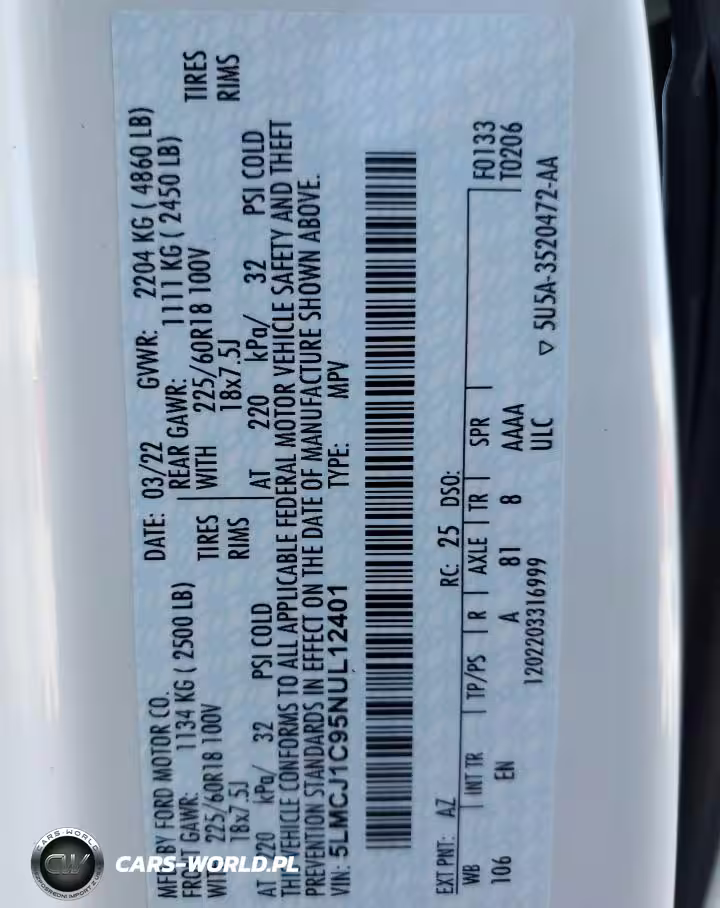 MFD BY FORD MOTOR CO.
DATE: 03/22 GVWR: 2204 KG ( 4860 LB)
FRONT GAWR: 1134 KG ( 2500 LB)
REAR GAWR: 1111 KG ( 2450 LB)
WITH 225/60R18 100V TIRES
WITH 225/60R18 100V TIRES
18x7.5J RIMS
18x7.5J RIMS
AT 220 kPa/ 32 PSI COLD
AT 220 kPa/ 32 PSI COLD
THIS VEHICLE CONFORMS TO ALL APPLICABLE FEDERAL MOTOR VEHICLE SAFETY AND THEFT
PREVENTION STANDARDS IN EFFECT ON THE DATE OF MANUFACTURE SHOWN ABOVE.
VIN: 5LMCJ1C95NUL12401 TYPE: MPV
EXT PNT: AZ RC: 25 DSO:
WB INT TR TP/PS R AXLE TR SPR F0133
T0206
106 EN A 81 8 AAAA
ULC
1202203316999
▽ 5U5A-3520472-AA
CARS-WORLD
CW
CARS-WORLD.PL